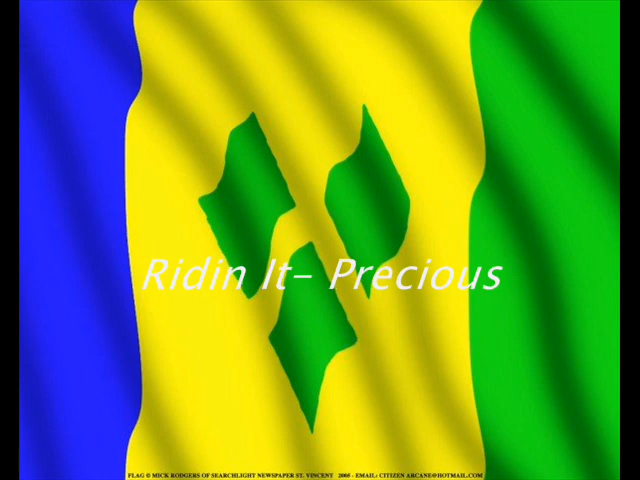 Ridin It- Precious
FLAG © MICK RODGERS OF SEARCHLIGHT NEWSPAPER ST. VINCENT 2005 - EMAIL: CITIZEN ARCANE@HOTMAIL.COM